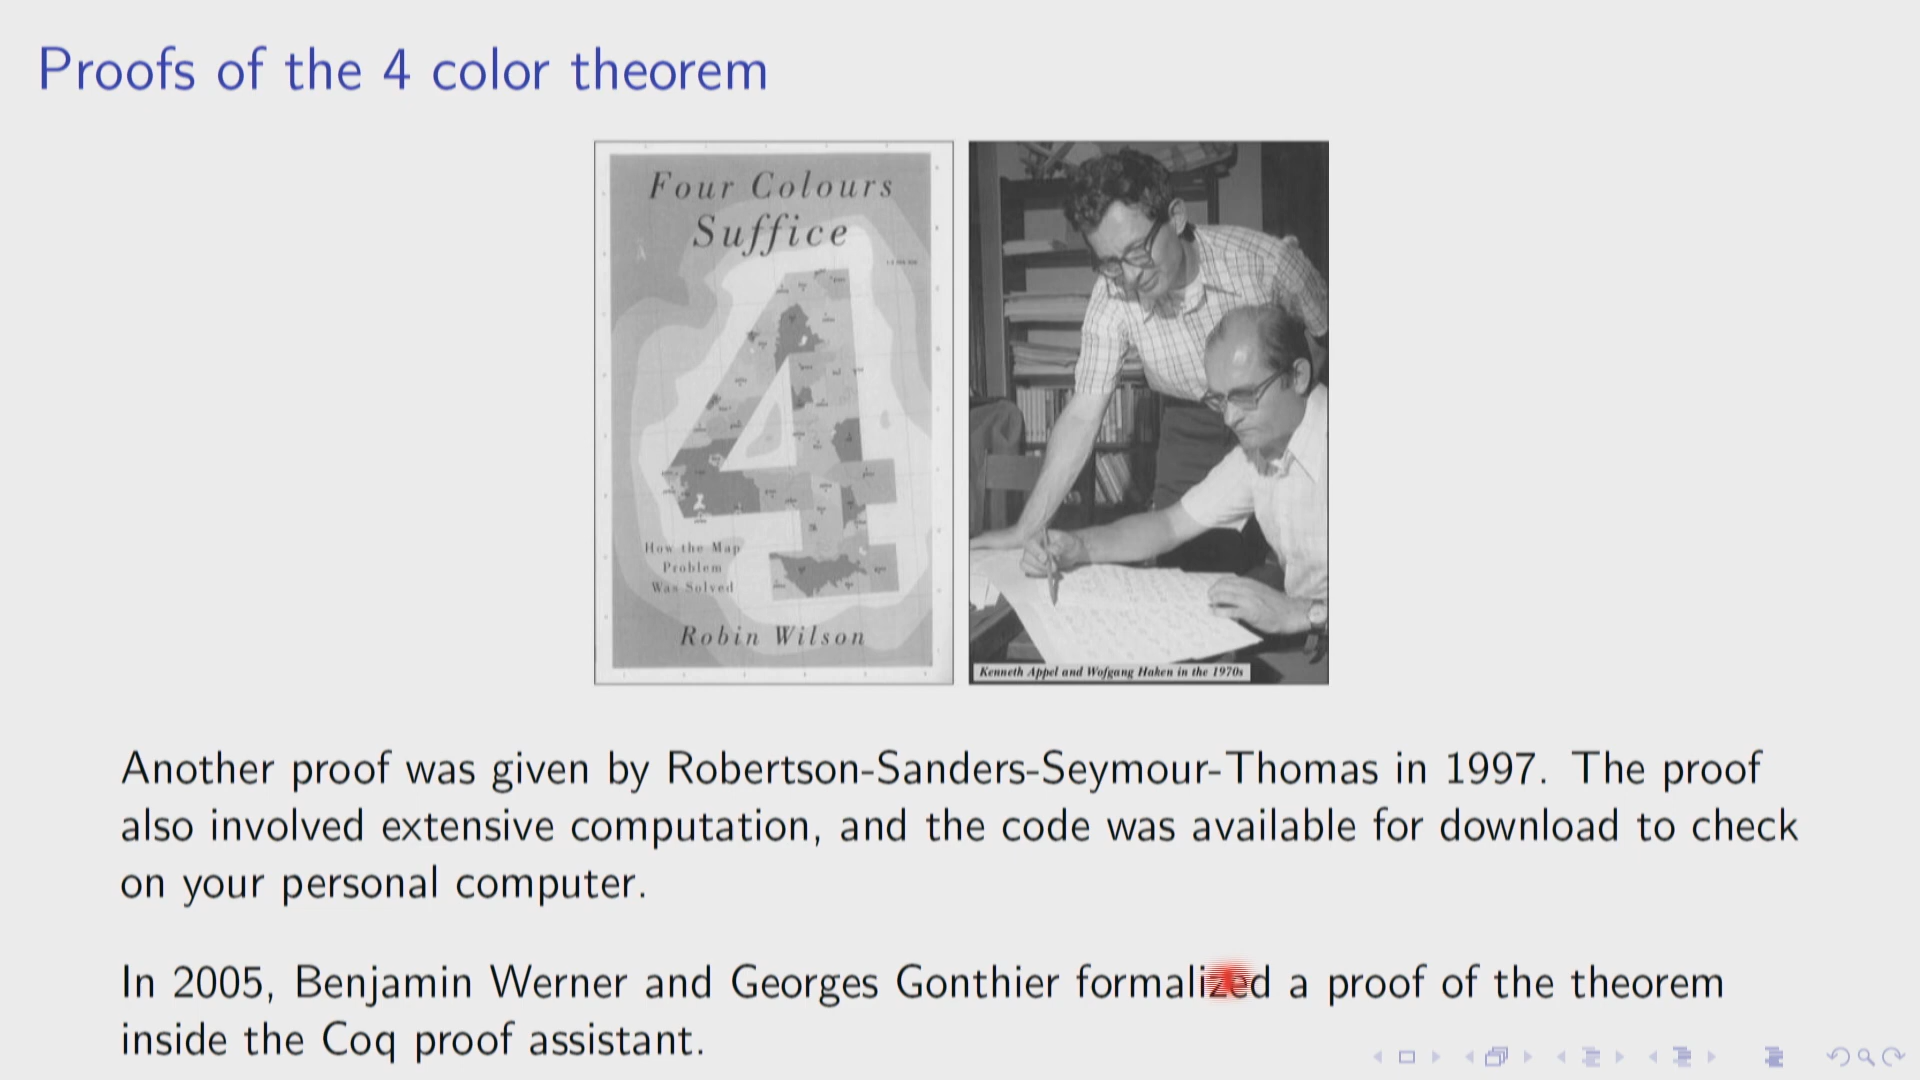 Proofs of the 4 color theorem
Four Colours
Suffice
How the Map
Problem
Was Solved
Robin Wilson
Kenneth Appel and Wofgang Haken in the 1970s
Another proof was given by Robertson-Sanders-Seymour-Thomas in 1997. The proof
also involved extensive computation, and the code was available for download to check
on your personal computer.
In 2005, Benjamin Werner and Georges Gonthier formalized a proof of the theorem
inside the Coq proof assistant.